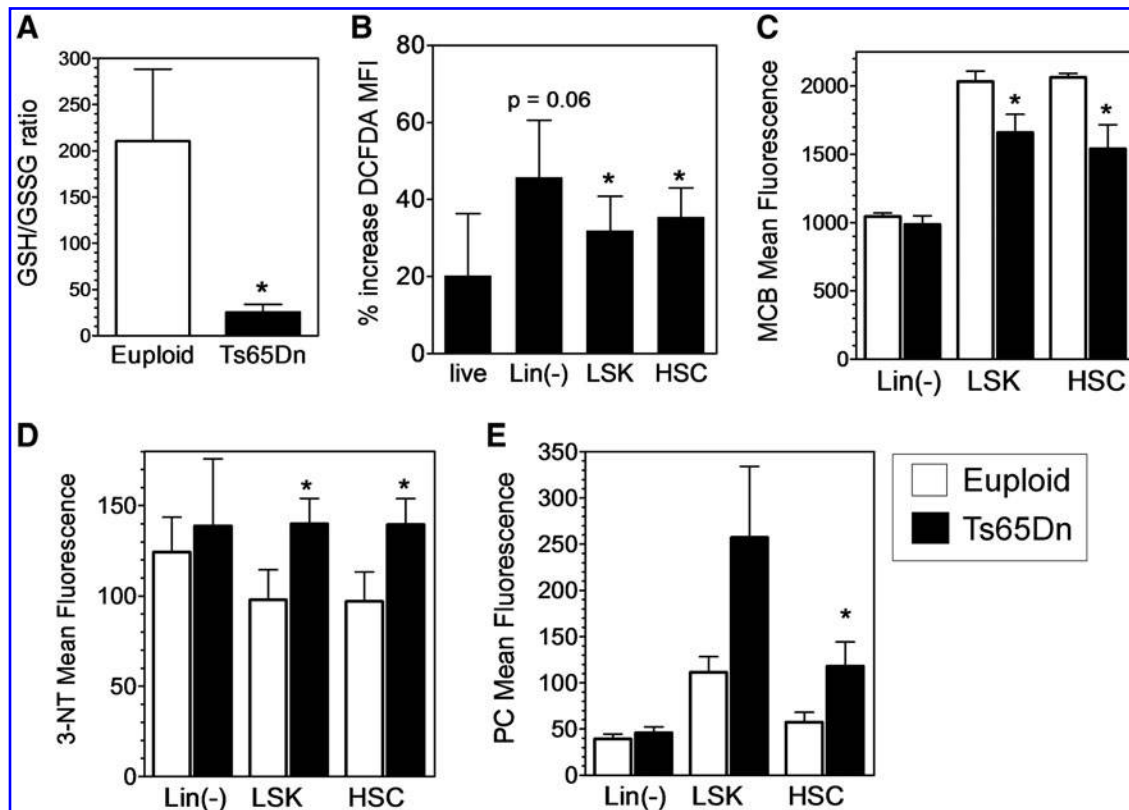 A
GSH/GSSG ratio
300
250
200
150
100
50
0
*
Euploid Ts65Dn
B
% increase DCFDA MFI
80
60
40
20
0
p = 0.06
* *
live Lin(-) LSK HSC
C
MCB Mean Fluorescence
2000
1500
1000
500
0
* *
Lin(-) LSK HSC
D
3-NT Mean Fluorescence
150
100
50
0
* *
Lin(-) LSK HSC
E
PC Mean Fluorescence
350
300
250
200
150
100
50
0
*
Lin(-) LSK HSC
Euploid
Ts65Dn